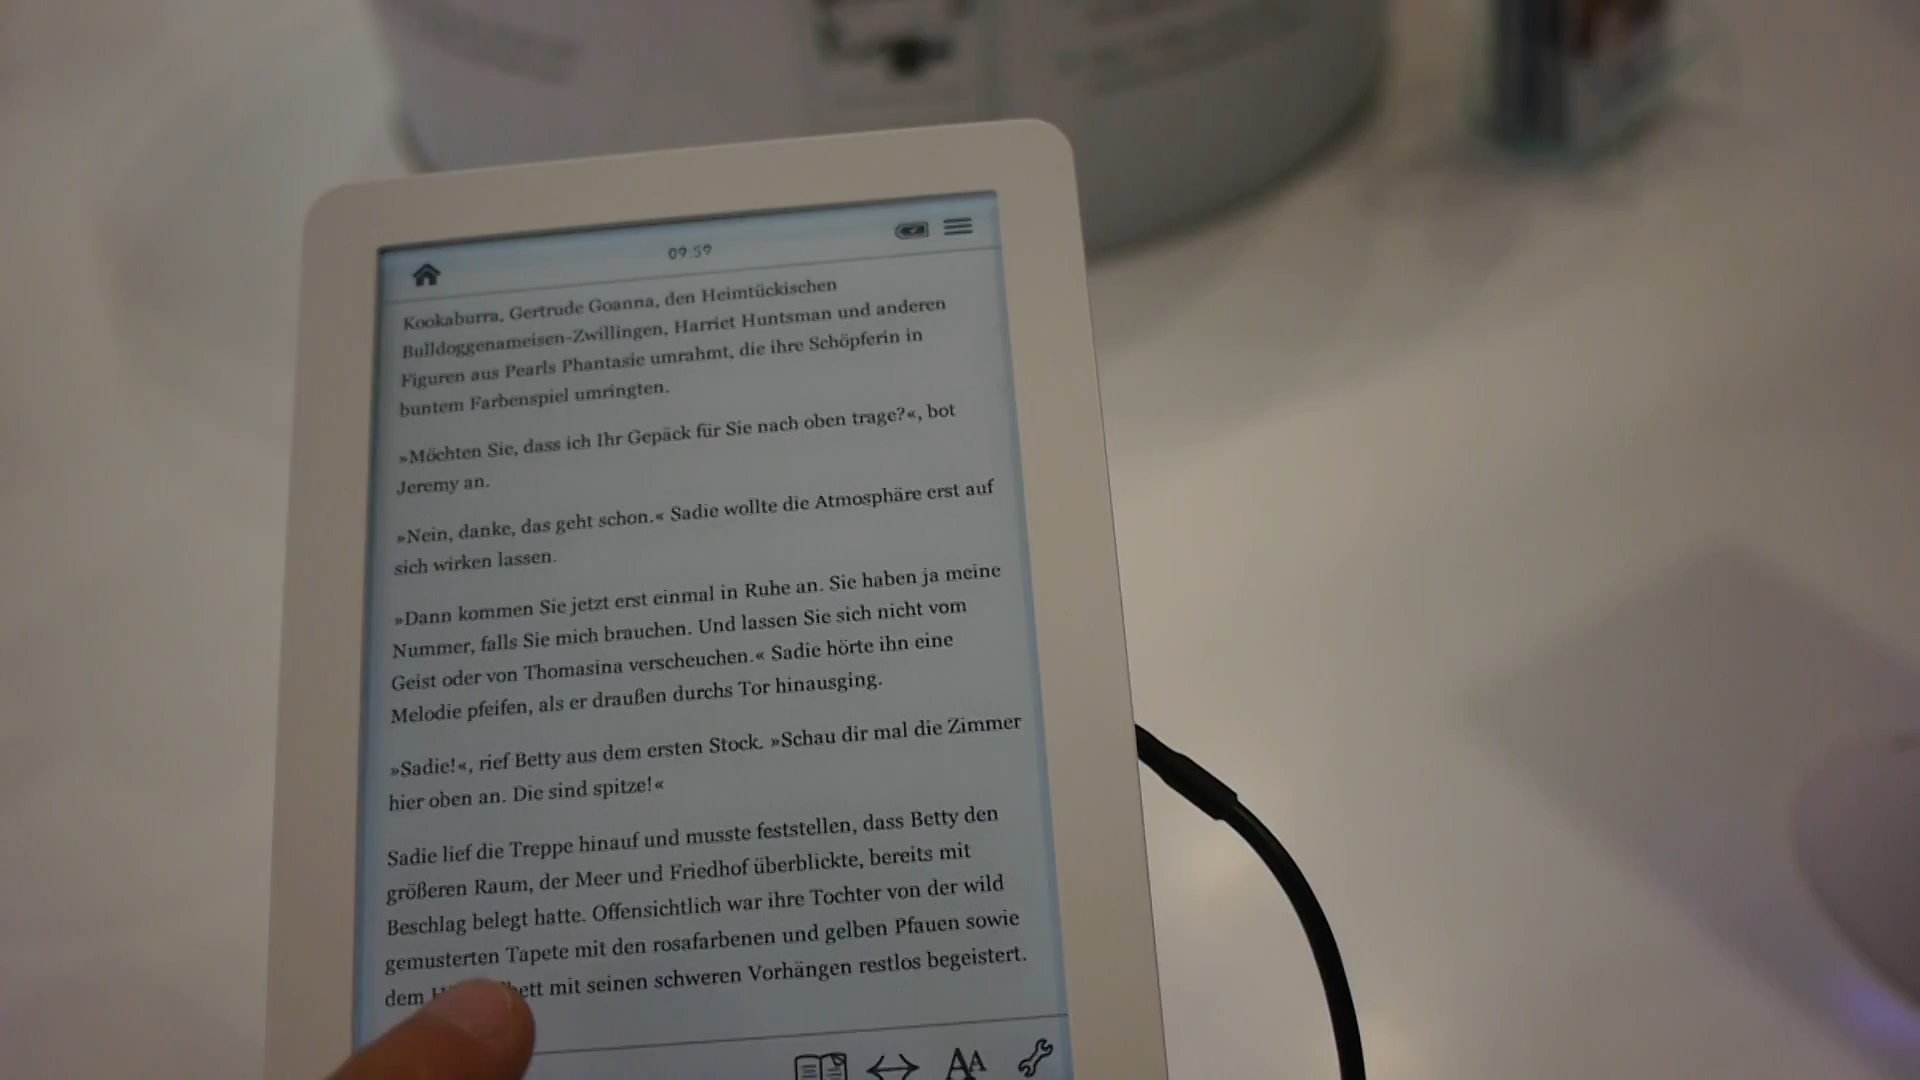 09:59
Kookaburra, Gertrude Goanna, den Heimtückischen
Bulldoggenameisen-Zwillingen, Harriet Huntsman und anderen
Figuren aus Pearls Phantasie umrahmt, die ihre Schöpferin in
buntem Farbenspiel umringten.
»Möchten Sie, dass ich Ihr Gepäck für Sie nach oben trage?«, bot
Jeremy an.
»Nein, danke, das geht schon.« Sadie wollte die Atmosphäre erst auf
sich wirken lassen.
»Dann kommen Sie jetzt erst einmal in Ruhe an. Sie haben ja meine
Nummer, falls Sie mich brauchen. Und lassen Sie sich nicht vom
Geist oder von Thomasina verscheuchen.« Sadie hörte ihn eine
Melodie pfeifen, als er draußen durchs Tor hinausging.
»Sadie!«, rief Betty aus dem ersten Stock. »Schau dir mal die Zimmer
hier oben an. Die sind spitze!«
Sadie lief die Treppe hinauf und musste feststellen, dass Betty den
größeren Raum, der Meer und Friedhof überblickte, bereits mit
Beschlag belegt hatte. Offensichtlich war ihre Tochter von der wild
gemusterten Tapete mit den rosafarbenen und gelben Pfauen sowie
dem mit seinen schweren Vorhängen restlos begeistert.
AA